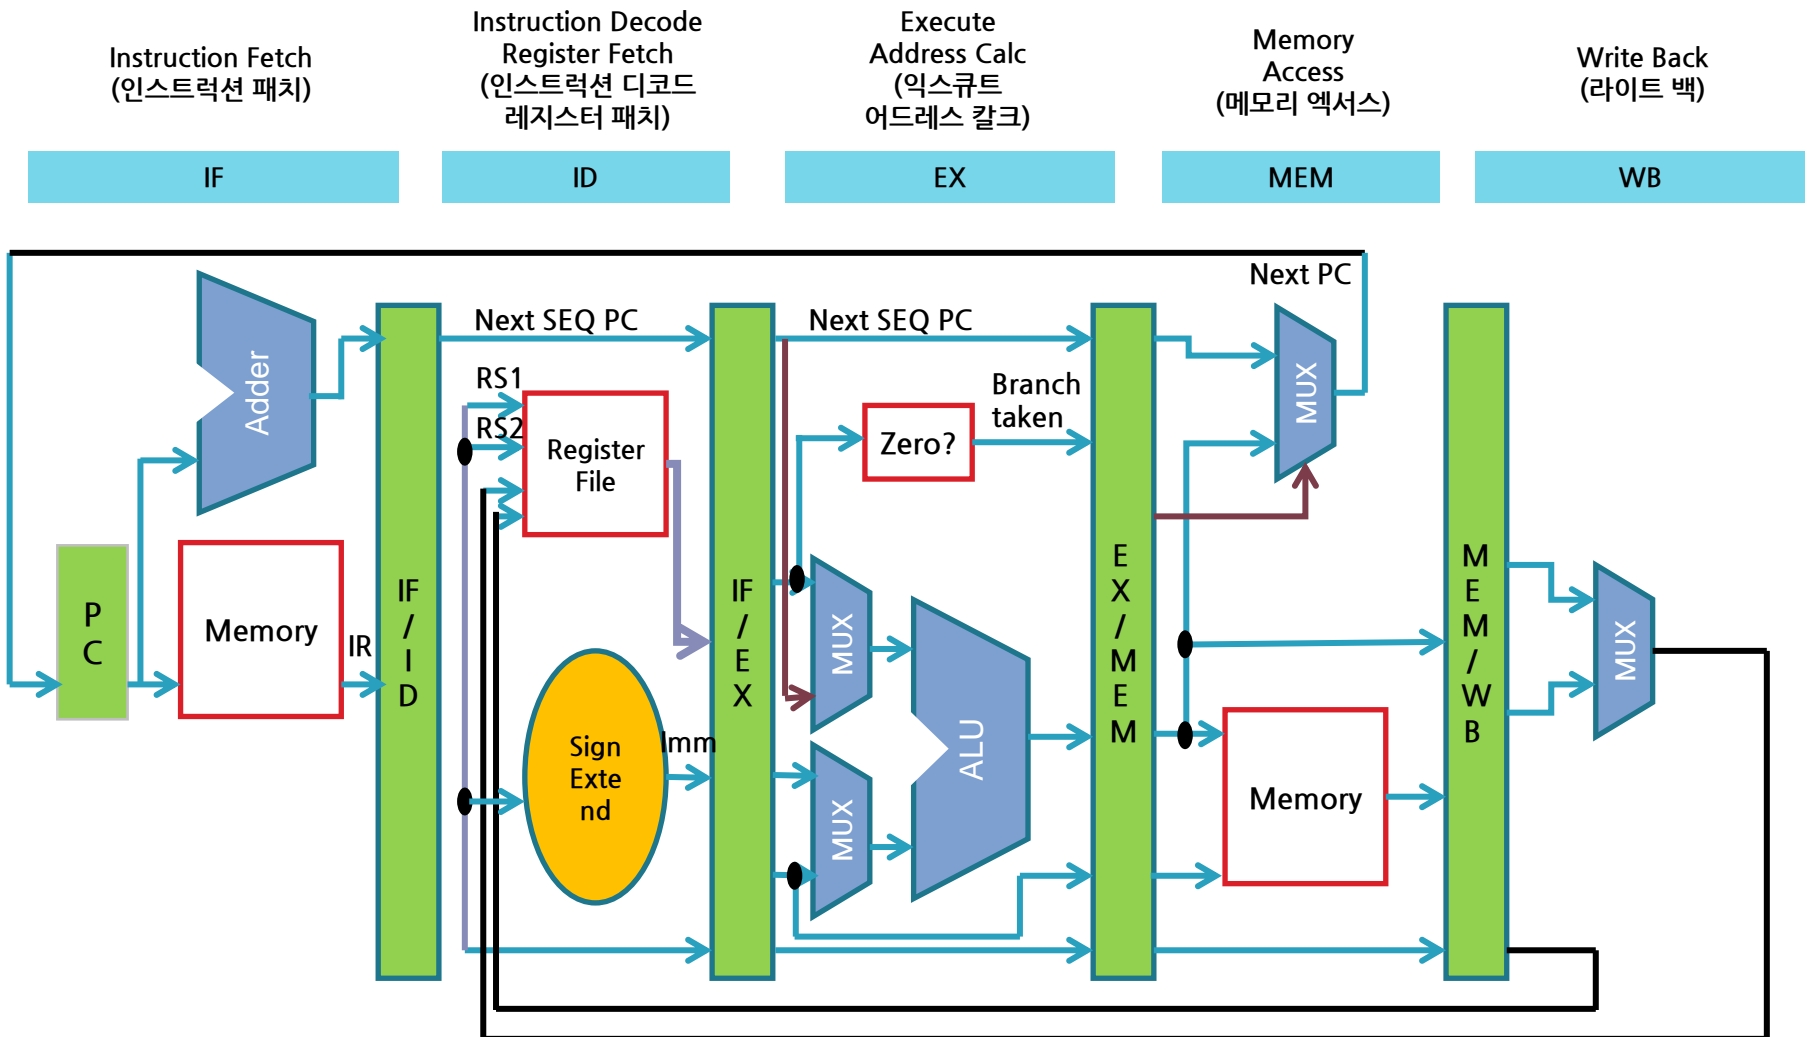 Instruction Fetch
(인스트럭션 패치)
Instruction Decode
Register Fetch
(인스트럭션 디코드
레지스터 패치)
Execute
Address Calc
(익스큐트
어드레스 칼크)
Memory
Access
(메모리 엑서스)
Write Back
(라이트 백)
IF
ID
EX
MEM
WB
Next PC
Next SEQ PC
Next SEQ PC
Adder
RS1
RS2
Register
File
Branch
taken
Zero?
MUX
P
C
Memory
IR
IF
/
I
D
IF
/
E
X
MUX
E
X
/
M
E
M
M
E
M
/
W
B
MUX
Sign
Exte
nd
Imm
MUX
ALU
Memory